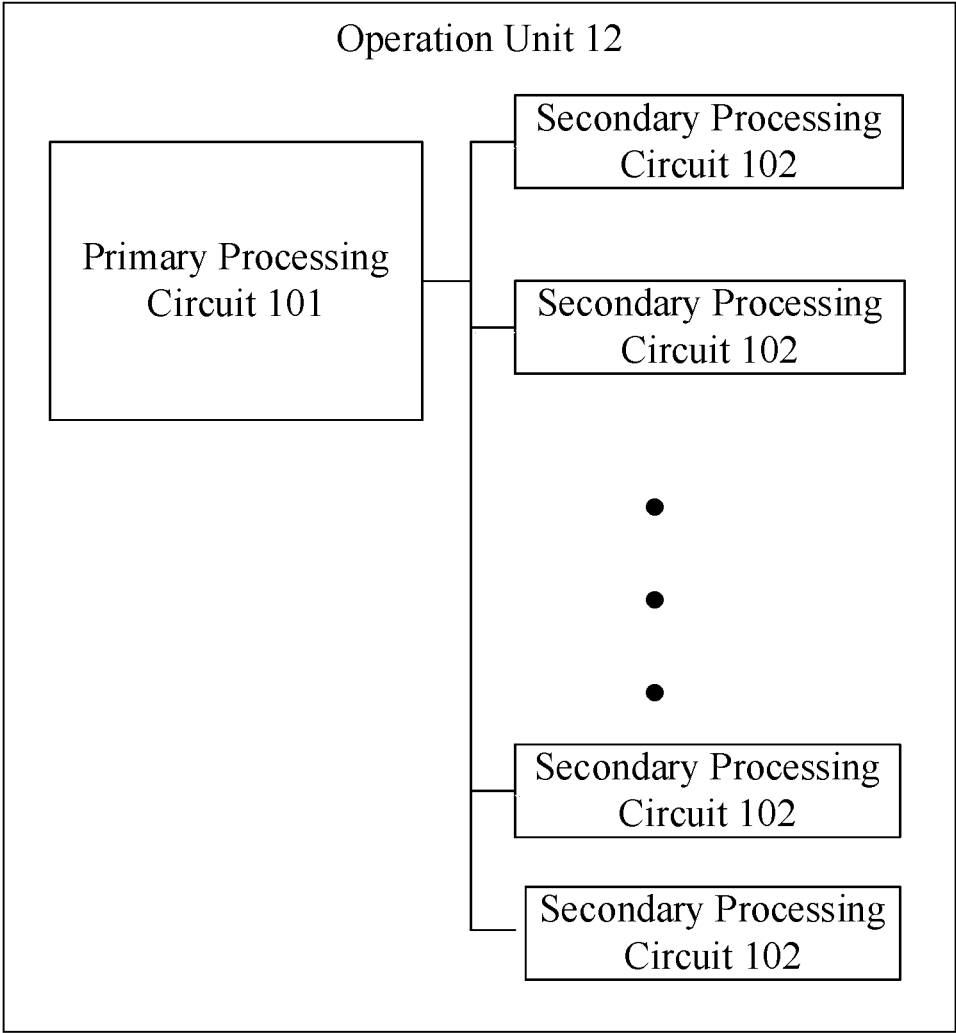 Operation Unit 12
Primary Processing
Circuit 101
Secondary Processing
Circuit 102
Secondary Processing
Circuit 102
Secondary Processing
Circuit 102
Secondary Processing
Circuit 102